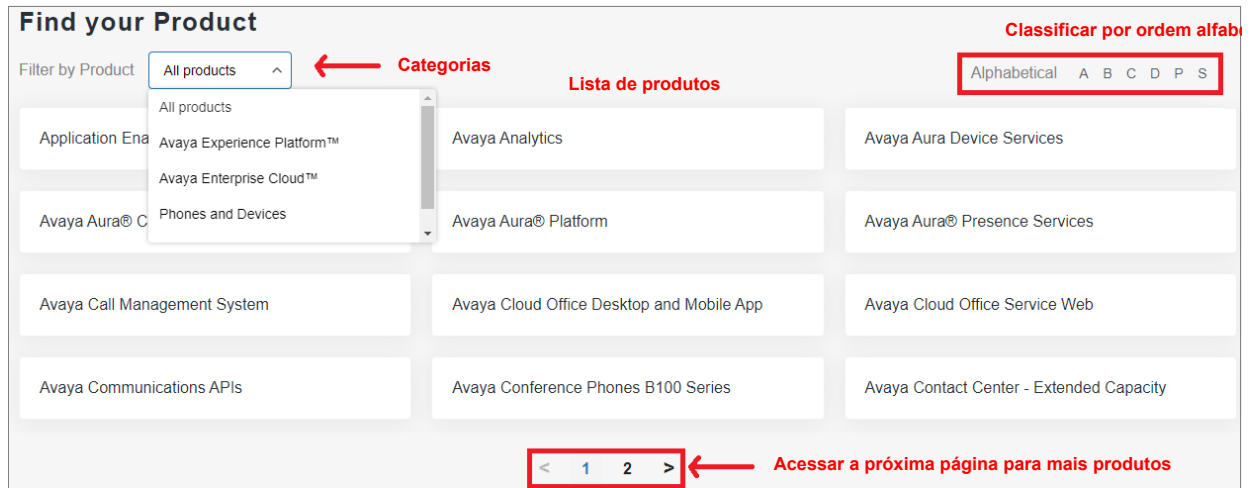 Find your Product
Classificar por ordem alfabe
Filter by Product All products Categorias
Lista de produtos
Alphabetical A B C D P S
All products
Avaya Experience Platform™
Avaya Enterprise Cloud™
Phones and Devices
Application Ena
Avaya Analytics
Avaya Aura Device Services
Avaya Aura® C
Avaya Aura® Platform
Avaya Aura® Presence Services
Avaya Call Management System
Avaya Cloud Office Desktop and Mobile App
Avaya Cloud Office Service Web
Avaya Communications APIs
Avaya Conference Phones B100 Series
Avaya Contact Center - Extended Capacity
< 1 2 > Acessar a próxima página para mais produtos